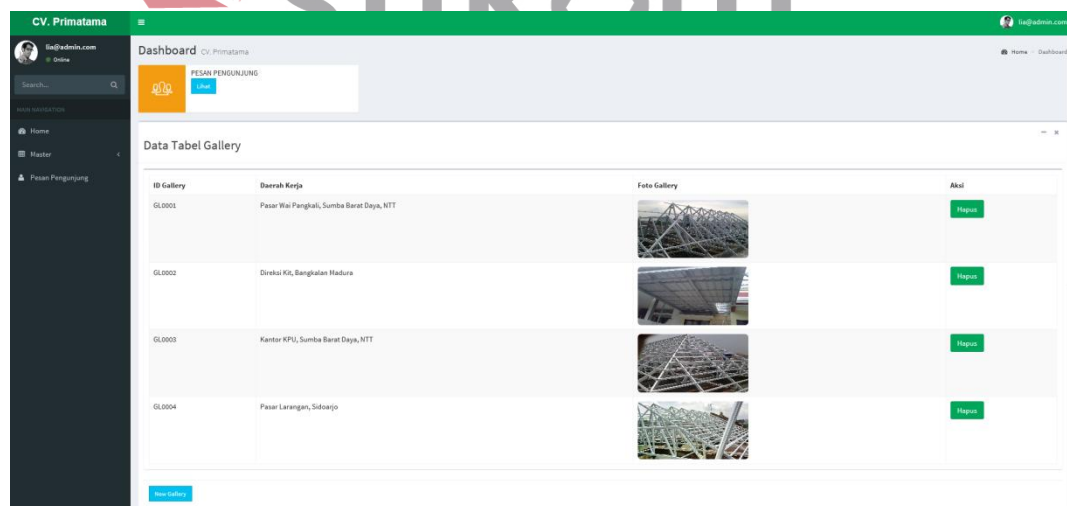 CV. Primatama
lia@admin.com
lia@admin.com
Online
Dashboard CV. Primatama
Home
Dashboard
Search...
PESAN PENGUNJUNG
Lihat
MAIN NAVIGATION
Home
Master
Pesan Pengunjung
Data Tabel Gallery
ID Gallery Daerah Kerja Foto Gallery Aksi
GL0001 Pasar Wai Pangkali, Sumba Barat Daya, NTT Hapus
GL0002 Direksi Kit, Bangkalan Madura Hapus
GL0003 Kantor KPU, Sumba Barat Daya, NTT Hapus
GL0004 Pasar Larangan, Sidoarjo Hapus
New Gallery